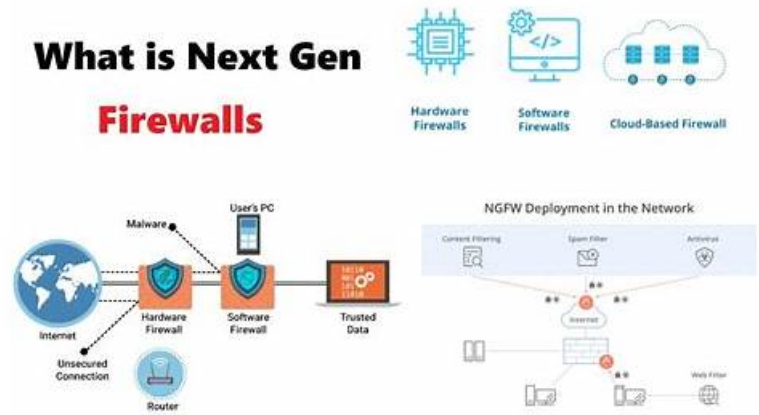 What is Next Gen
Firewalls
Hardware
Firewalls
Software
Firewalls
Cloud-Based Firewall
User's PC
Malware
Internet
Hardware
Firewall
Software
Firewall
Trusted
Data
Unsecured
Connection
Router
NGFW Deployment in the Network
Content Filtering
Spam Filter
Antivirus
Internet
Web Filter